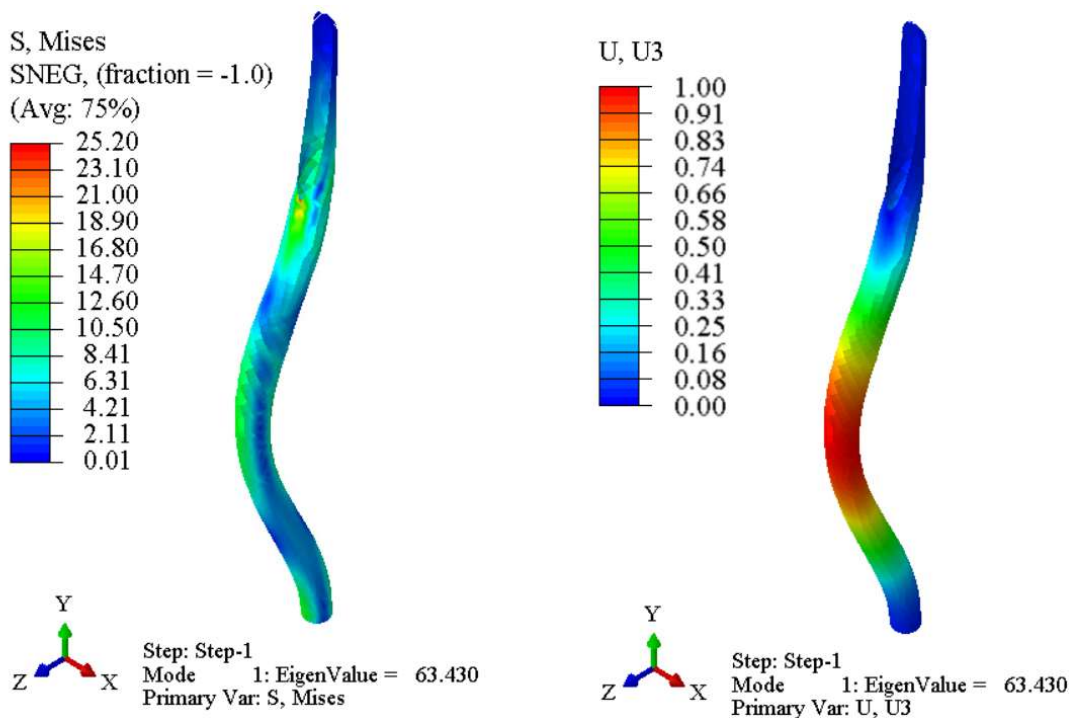 S, Mises
SNEG, (fraction = -1.0)
(Avg: 75%)
25.20
23.10
21.00
18.90
16.80
14.70
12.60
10.50
8.41
6.31
4.21
2.11
0.01
Y
Z X
Step: Step-1
Mode 1: EigenValue = 63.430
Primary Var: S, Mises
U, U3
1.00
0.91
0.83
0.74
0.66
0.58
0.50
0.41
0.33
0.25
0.16
0.08
0.00
Y
Z X
Step: Step-1
Mode 1: EigenValue = 63.430
Primary Var: U, U3